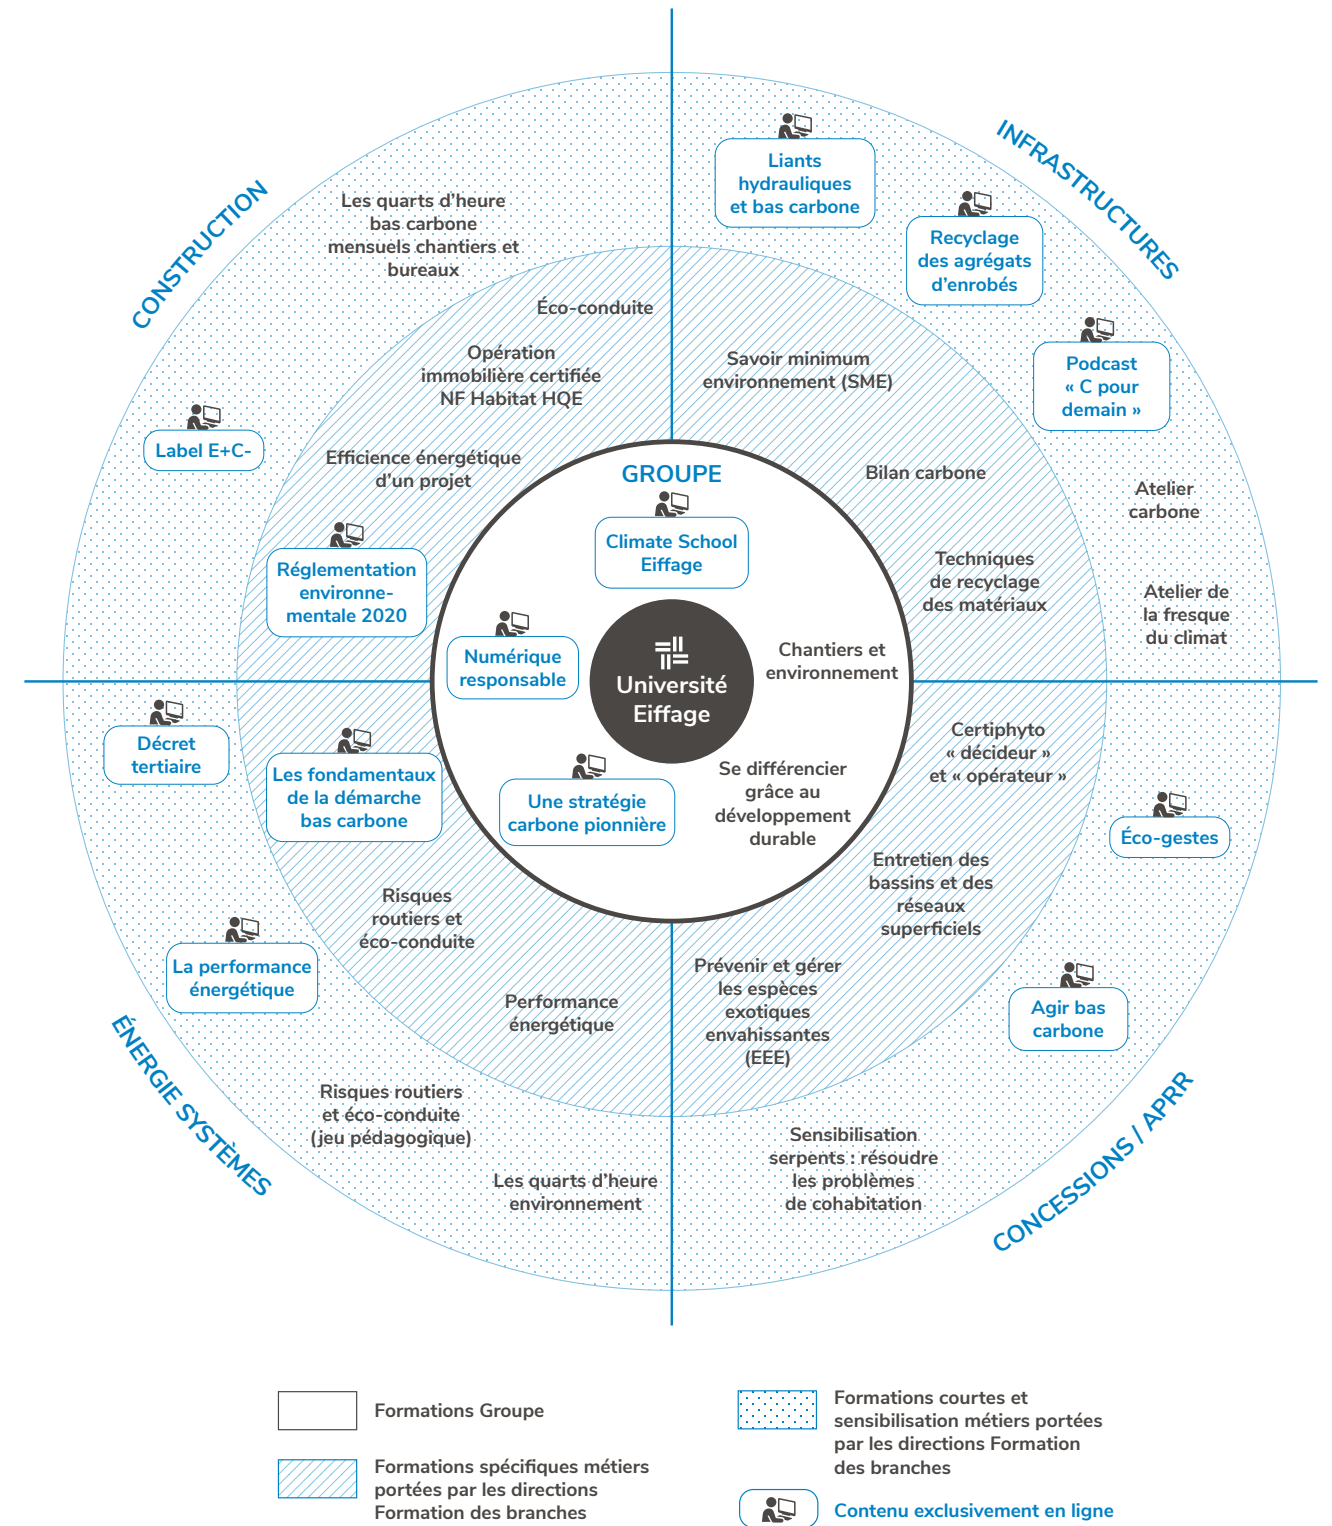 CONSTRUCTION
Les quarts d’heure
bas carbone
mensuels chantiers et
bureaux
Label E+C-
Éco-conduite
Opération
immobilière certifiée
NF Habitat HQE
Efficience énergétique
d’un projet
Réglementation
environne-
mentale 2020
INFRASTRUCTURES
Liants
hydrauliques
et bas carbone
Recyclage
des agrégats
d’enrobés
Podcast
« C pour
demain »
Atelier
carbone
Atelier de
la fresque
du climat
Savoir minimum
environnement (SME)
Bilan carbone
Techniques
de recyclage
des matériaux
GROUPE
Climate School
Eiffage
Numérique
responsable
Université
Eiffage
Chantiers et
environnement
Une stratégie
carbone pionnière
Se différencier
grâce au
développement
durable
ÉNERGIE SYSTÈMES
Décret
tertiaire
Les fondamentaux
de la démarche
bas carbone
La performance
énergétique
Risques
routiers et
éco-conduite
Performance
énergétique
Risques routiers
et éco-conduite
(jeu pédagogique)
Les quarts d’heure
environnement
CONCESSIONS / APRR
Certiphyto
« décideur »
et « opérateur »
Éco-gestes
Entretien des
bassins et des
réseaux
superficiels
Prévenir et gérer
les espèces
exotiques
envahissantes
(EEE)
Agir bas
carbone
Sensibilisation
serpents : résoudre
les problèmes
de cohabitation
Formations Groupe
Formations spécifiques métiers
portées par les directions
Formation des branches
Formations courtes et
sensibilisation métiers portées
par les directions Formation
des branches
Contenu exclusivement en ligne